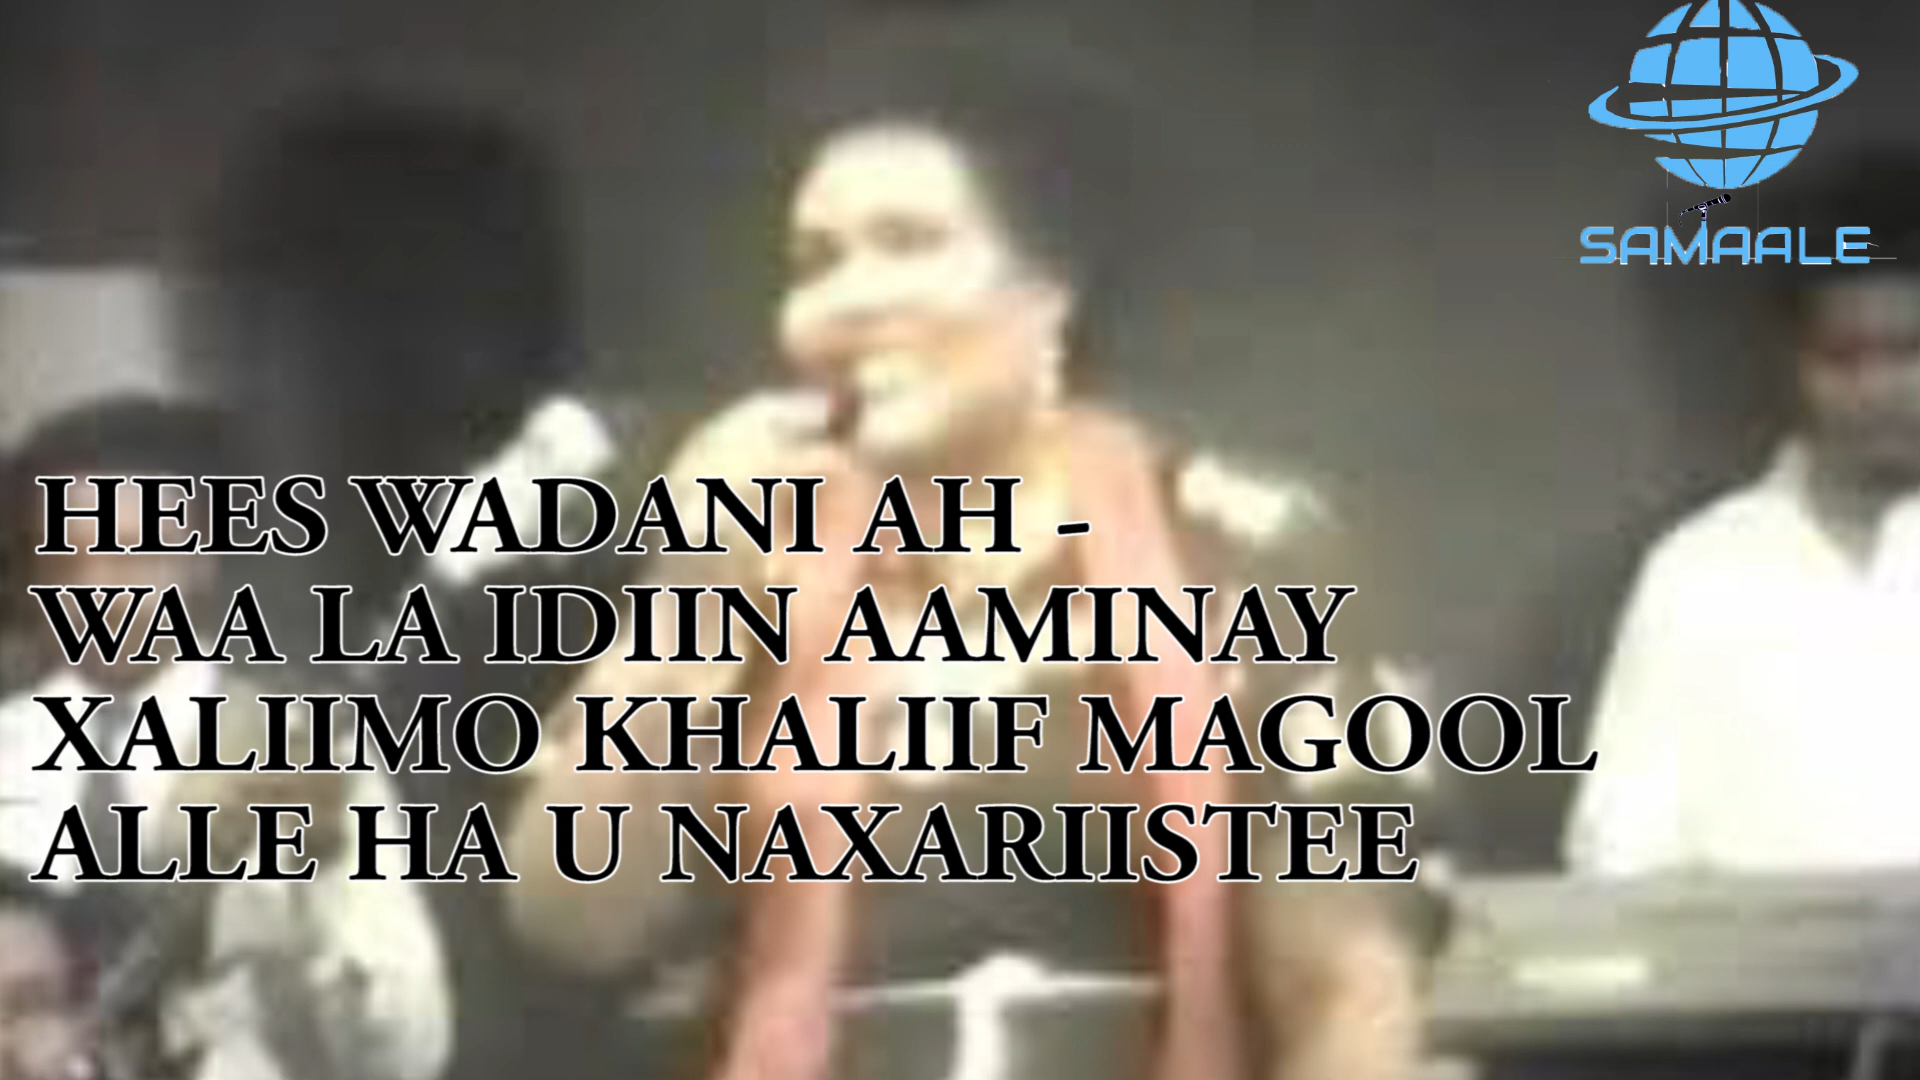 SAMAALE
HEES WADANI AH -
WAA LA IDIIN AAMINAY
XALIIMO KHALIIF MAGOOL
ALLE HA U NAXARIISTEE